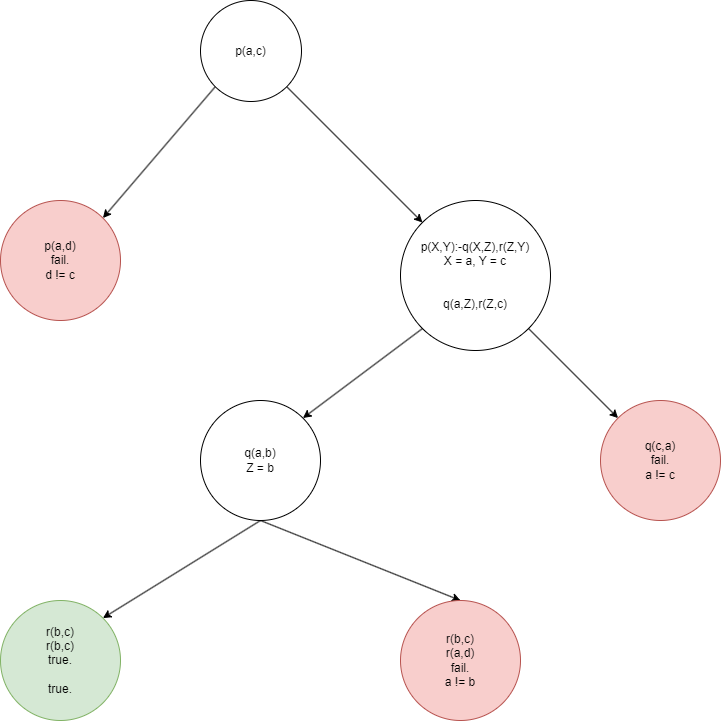 p(a,c)
p(a,d)
fail.
d != c
p(X,Y):-q(X,Z),r(Z,Y)
X = a, Y = c
q(a,Z),r(Z,c)
q(a,b)
Z = b
q(c,a)
fail.
a != c
r(b,c)
r(b,c)
true.
true.
r(b,c)
r(a,d)
fail.
a != b